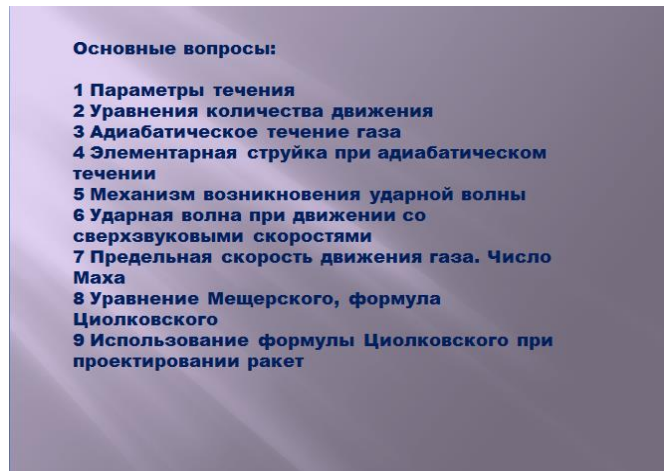 Основные вопросы:
1 Параметры течения
2 Уравнения количества движения
3 Адиабатическое течение газа
4 Элементарная струйка при адиабатическом
течении
5 Механизм возникновения ударной волны
6 Ударная волна при движении со
сверхзвуковыми скоростями
7 Предельная скорость движения газа. Число
Маха
8 Уравнение Мещерского, формула
Циолковского
9 Использование формулы Циолковского при
проектировании ракет